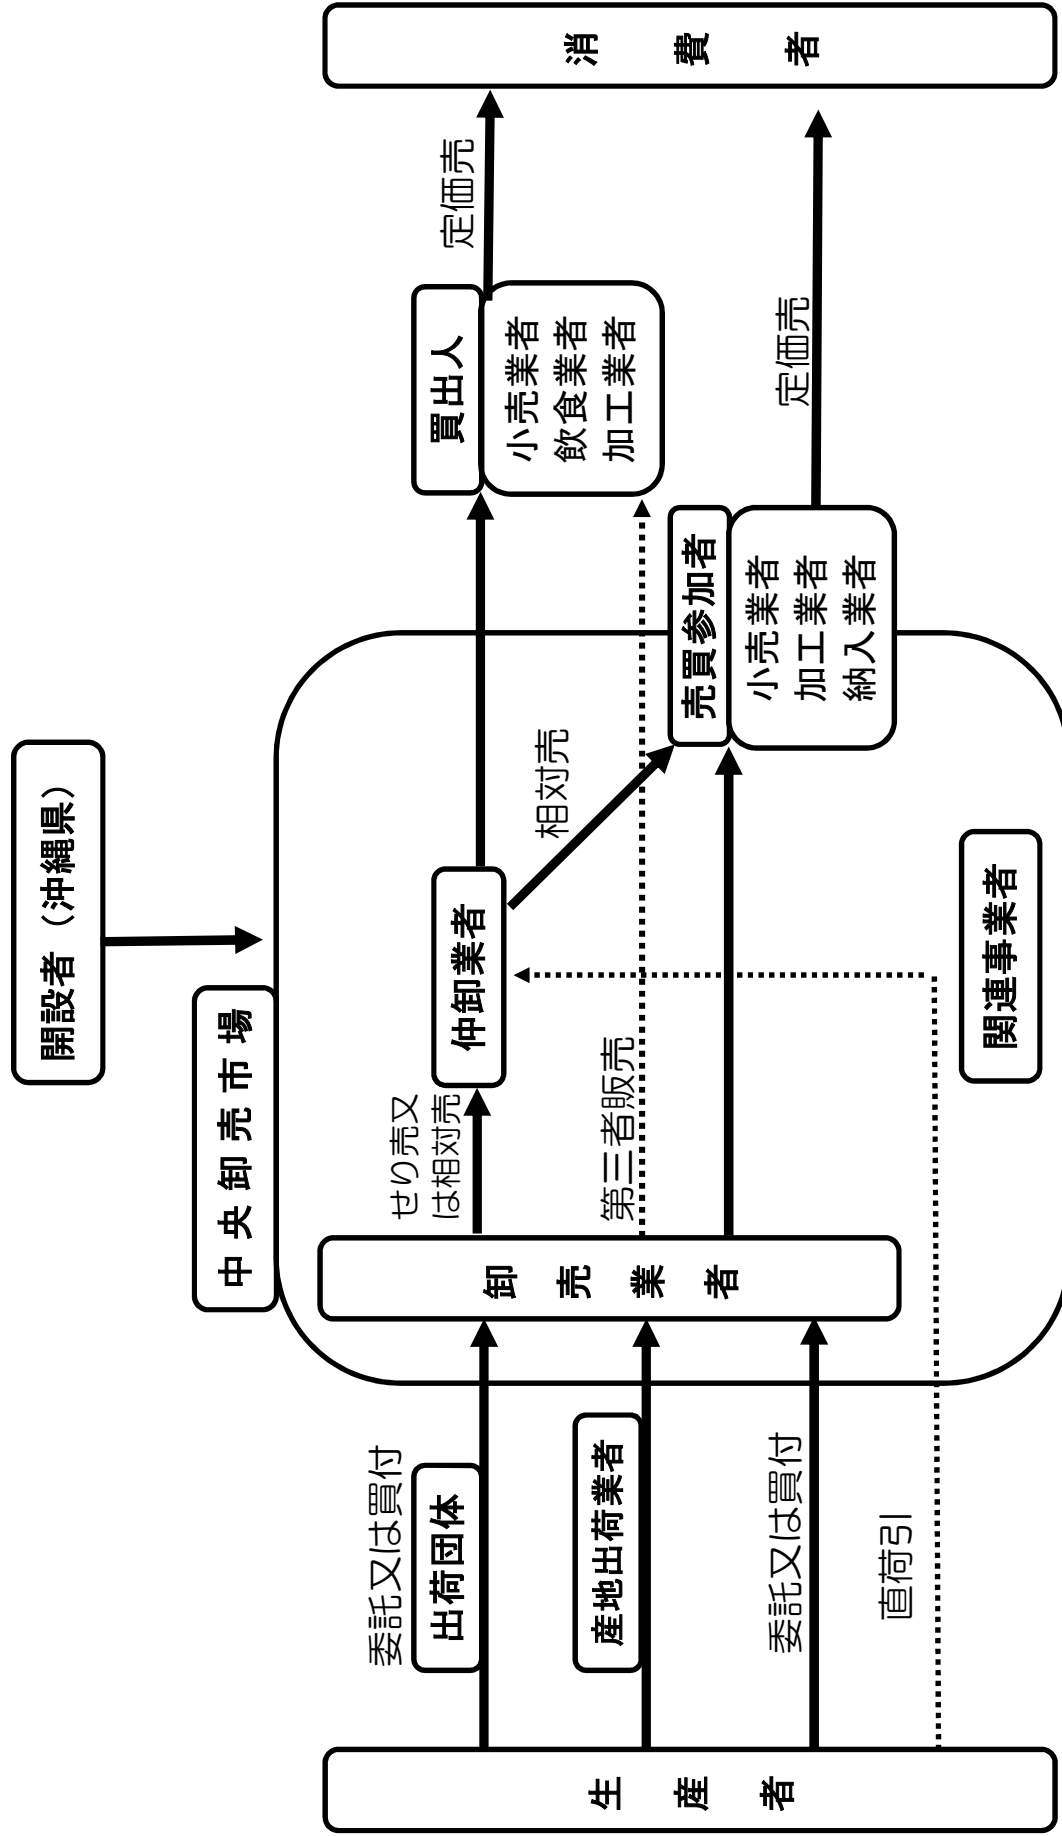 開設者（沖縄県）
中央卸売市場
生産者
委託又は買付
出荷団体
産地出荷業者
委託又は買付
直荷引
卸売業者
せり売又
は相対売
第三者販売
仲卸業者
相対売
関連事業者
買出人
小売業者
飲食業者
加工業者
売買参加者
小売業者
加工業者
納入業者
定価売
定価売
消費者